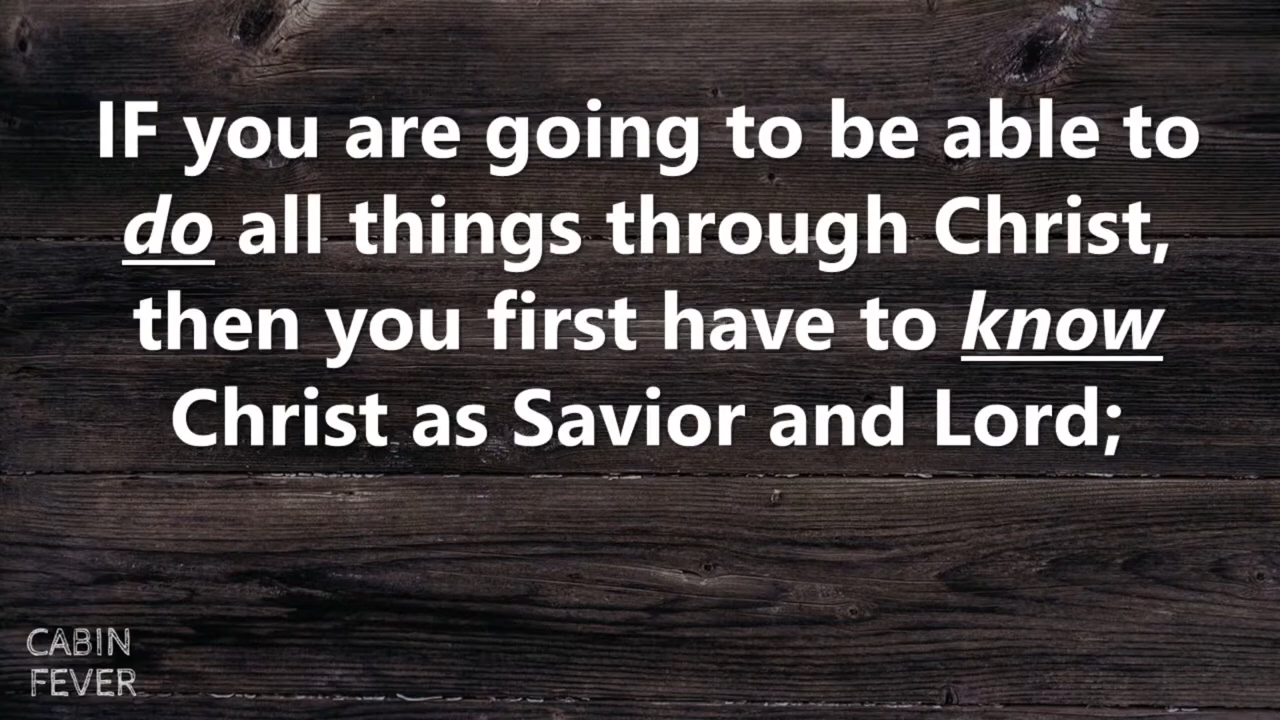 IF you are going to be able to
do all things through Christ,
then you first have to know
Christ as Savior and Lord;
CABIN
FEVER